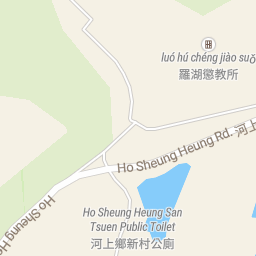 luó hú chéng jiào suǒ
羅湖懲教所
Ho Sheung Heung Rd. 河上
Ho Sheung Ho
Ho Sheung Heung San
Tsuen Public Toilet
河上鄉新村公廁